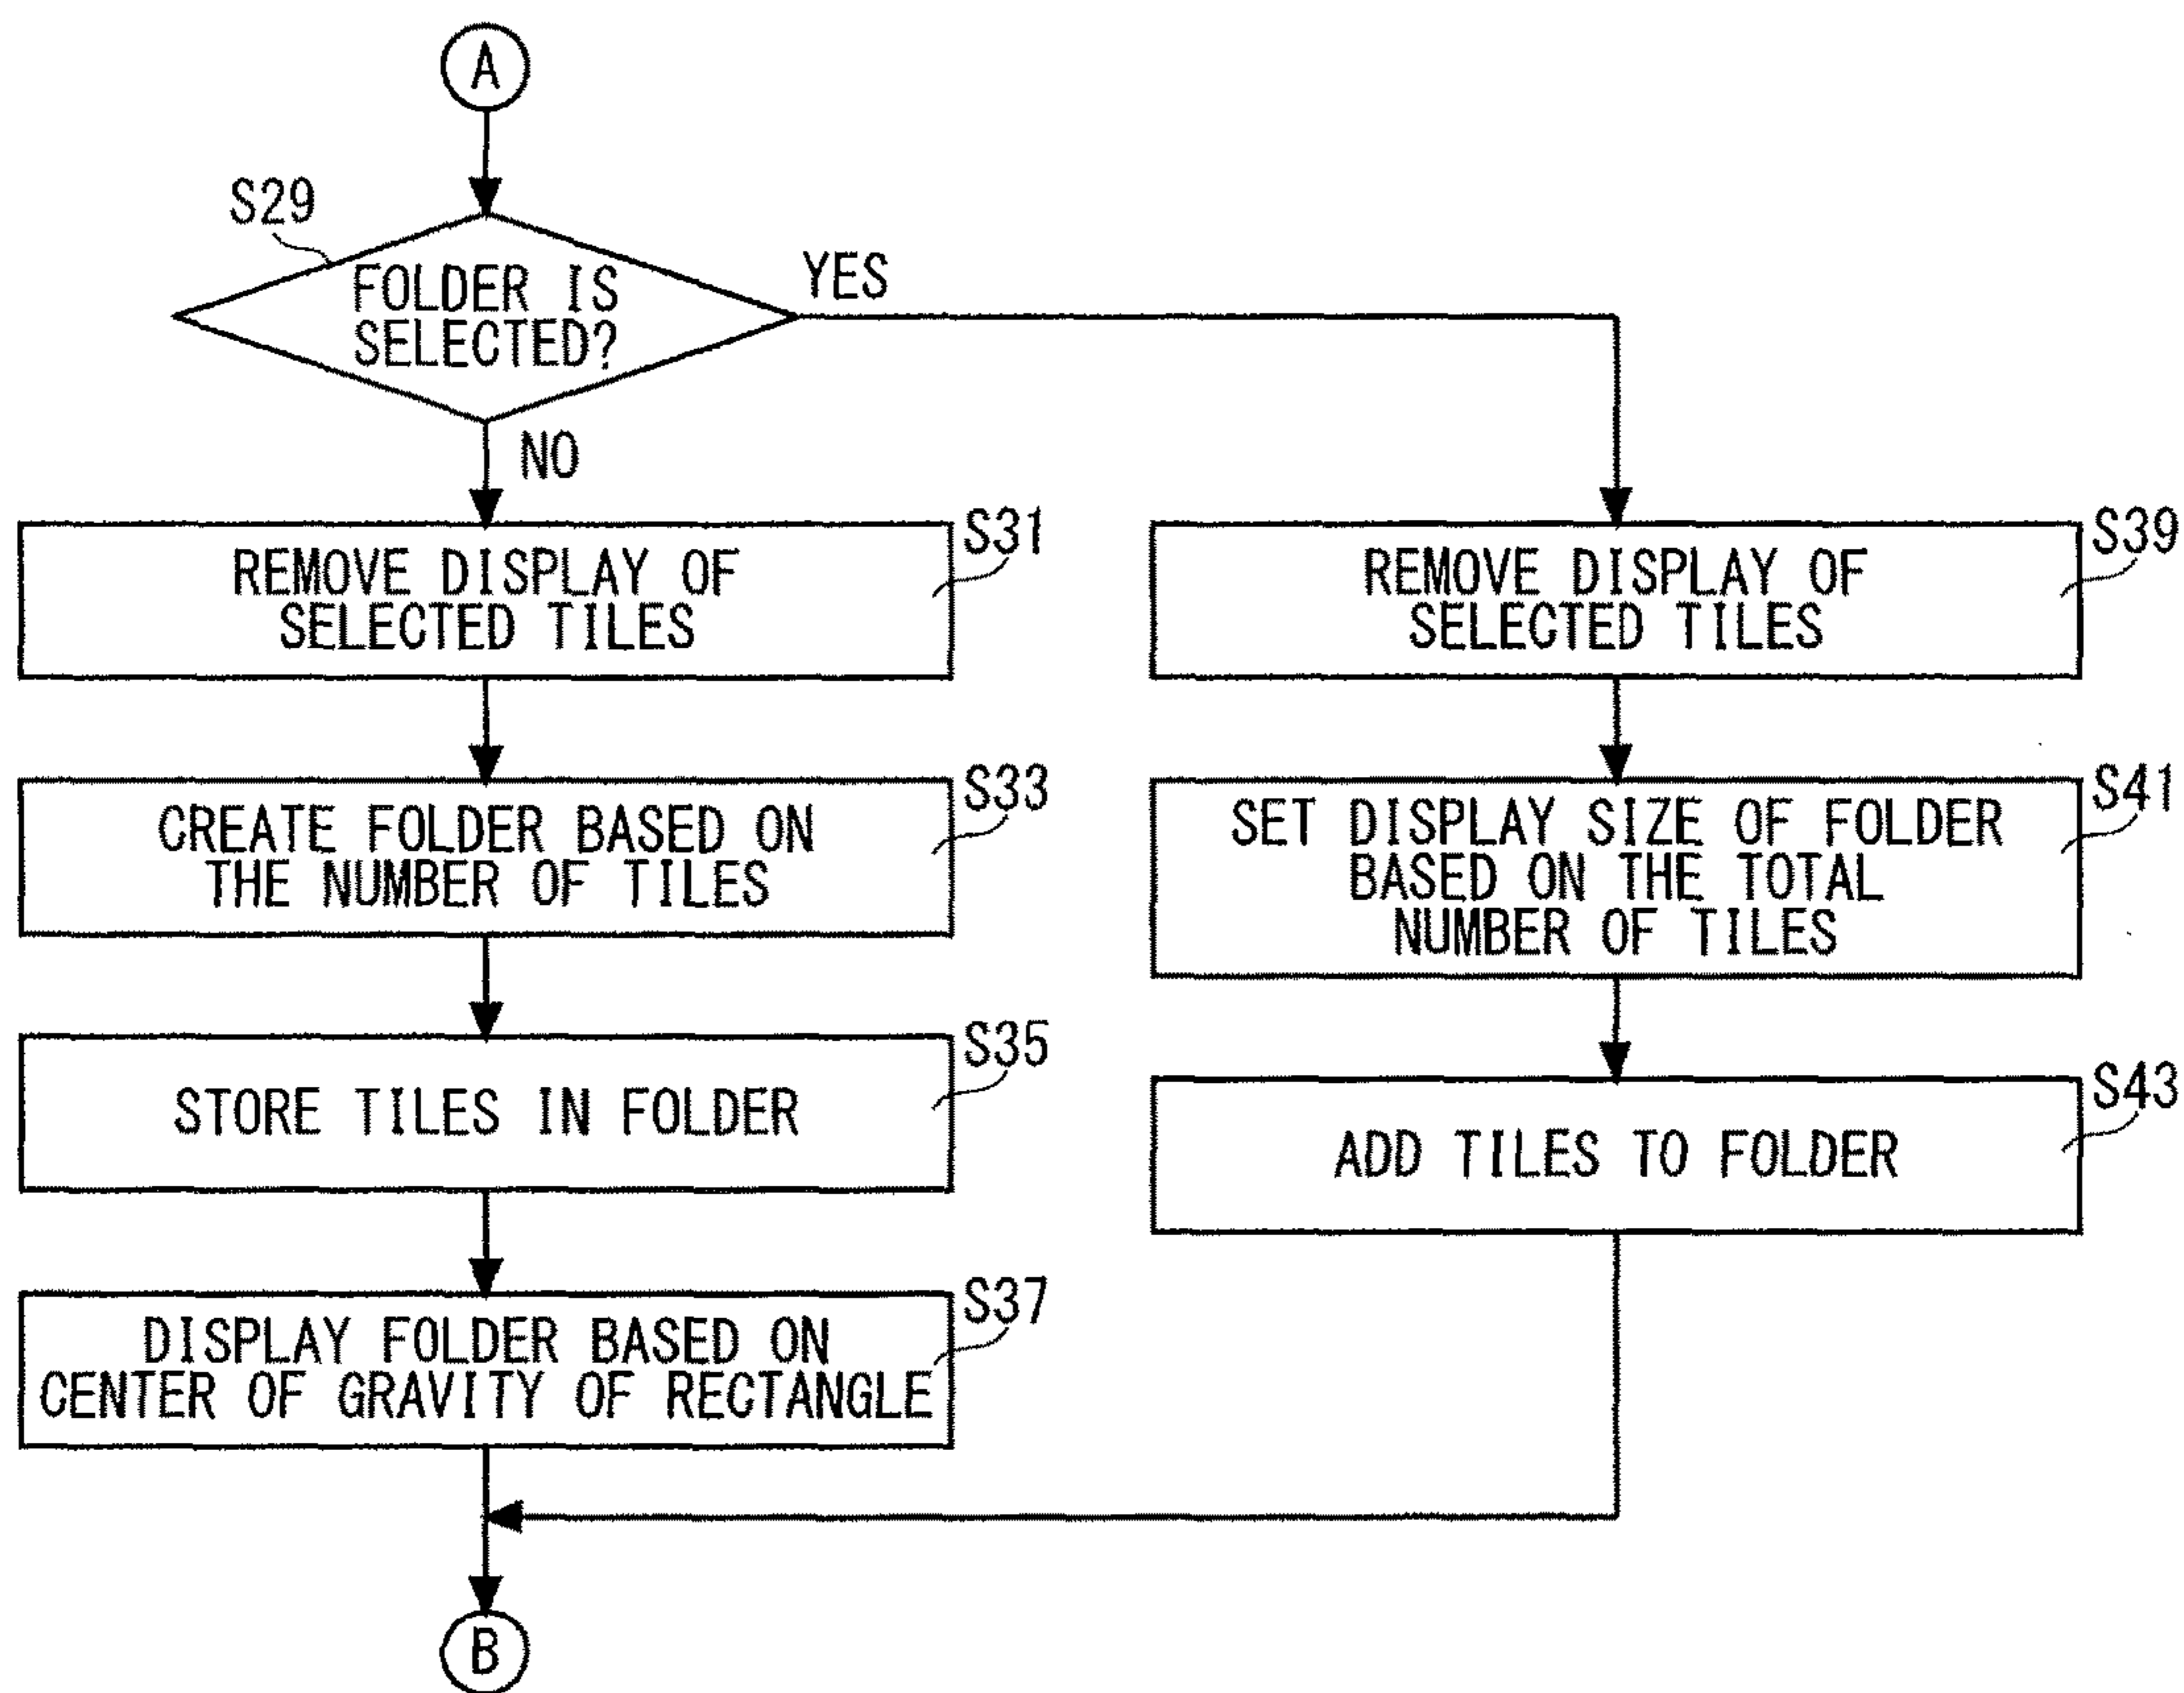 A
S29
FOLDER IS
SELECTED?
YES
NO
S31
REMOVE DISPLAY OF
SELECTED TILES
S33
CREATE FOLDER BASED ON
THE NUMBER OF TILES
S35
STORE TILES IN FOLDER
S37
DISPLAY FOLDER BASED ON
CENTER OF GRAVITY OF RECTANGLE
S39
REMOVE DISPLAY OF
SELECTED TILES
S41
SET DISPLAY SIZE OF FOLDER
BASED ON THE TOTAL
NUMBER OF TILES
S43
ADD TILES TO FOLDER
B